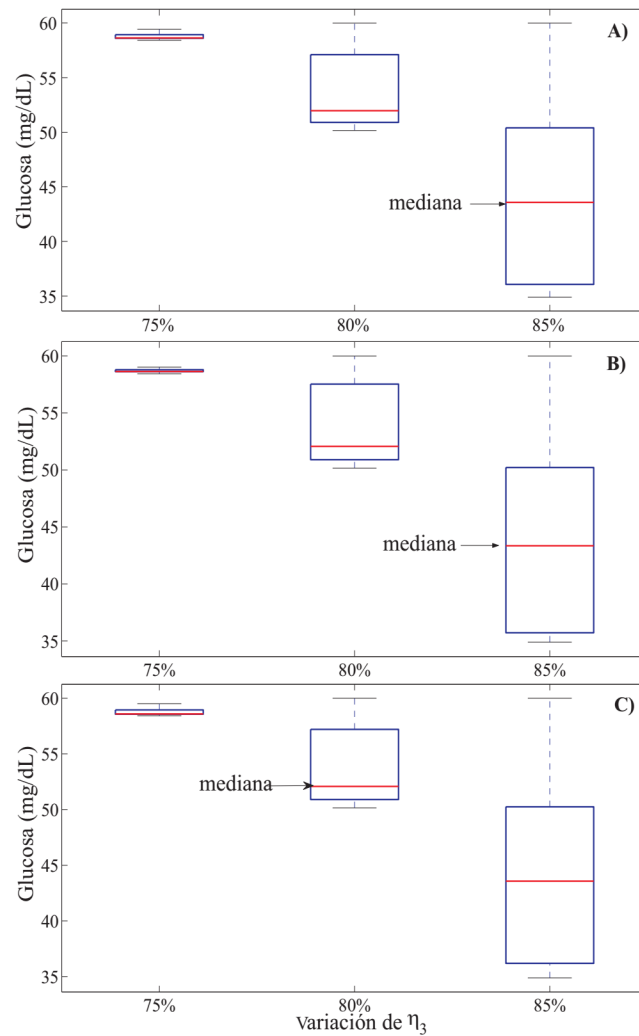 A)
Glucosa (mg/dL)
60
55
50
45
40
35
mediana
75% 80% 85%
B)
Glucosa (mg/dL)
60
55
50
45
40
35
mediana
75% 80% 85%
C)
Glucosa (mg/dL)
60
55
50
45
40
35
mediana
75% 80% 85%
Variación de η3